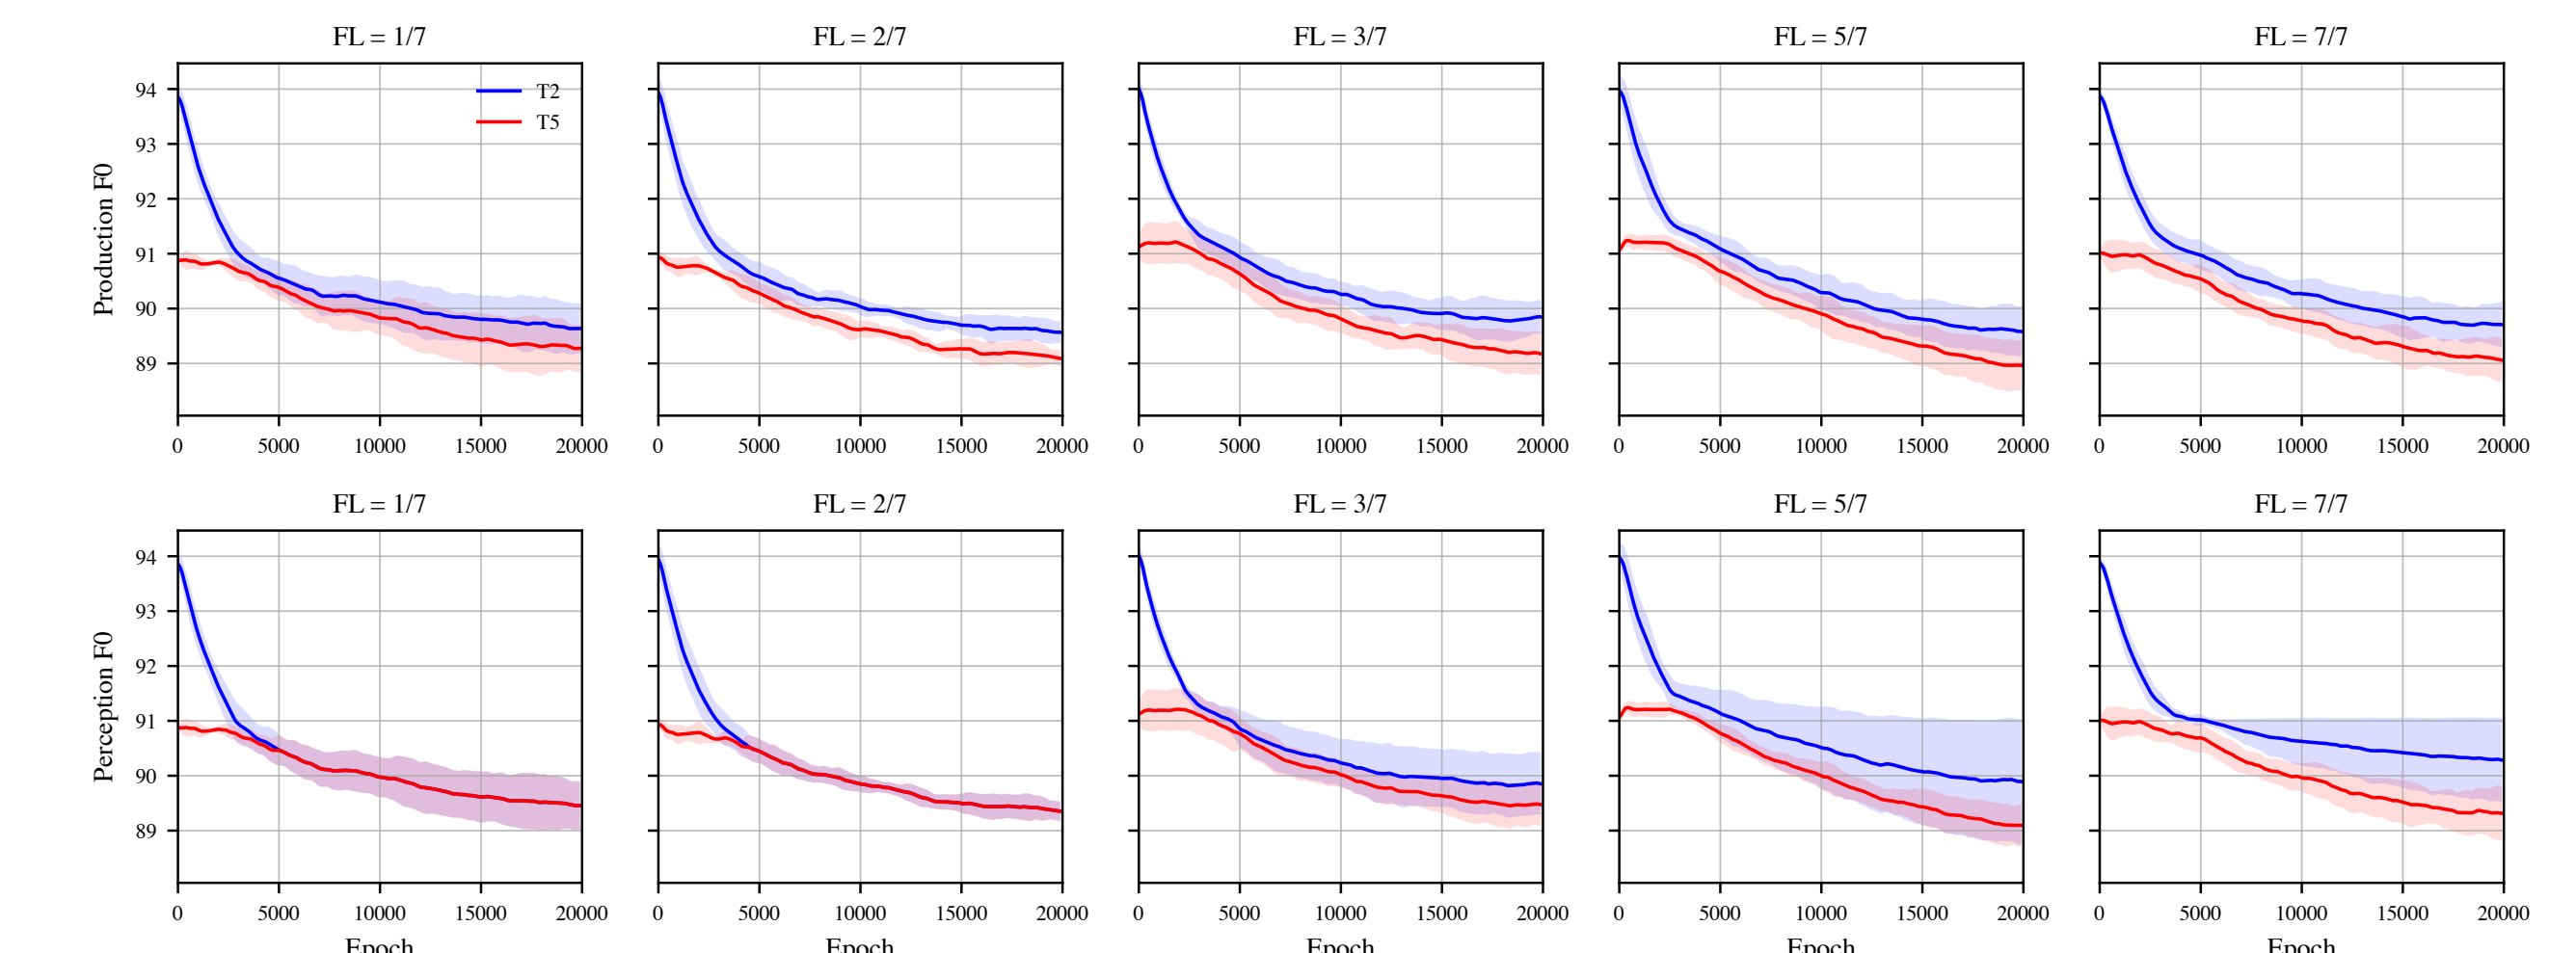 FL = 1/7 FL = 2/7 FL = 3/7 FL = 5/7 FL = 7/7
Production F0
94
93
92
91
90
89
T2
T5
0 5000 10000 15000 20000 0 5000 10000 15000 20000 0 5000 10000 15000 20000 0 5000 10000 15000 20000 0 5000 10000 15000 20000
FL = 1/7 FL = 2/7 FL = 3/7 FL = 5/7 FL = 7/7
Perception F0
94
93
92
91
90
89
0 5000 10000 15000 20000 0 5000 10000 15000 20000 0 5000 10000 15000 20000 0 5000 10000 15000 20000 0 5000 10000 15000 20000
Epoch Epoch Epoch Epoch Epoch